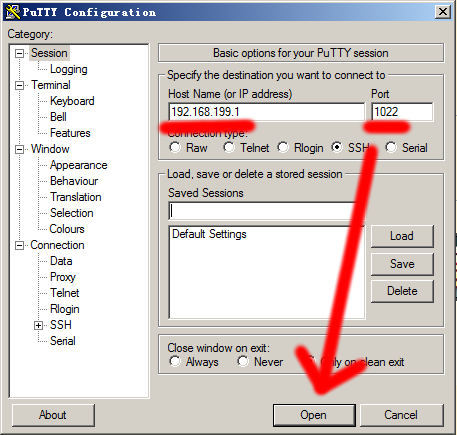 PuTTY Configuration
Category:
Session
Logging
Terminal
Keyboard
Bell
Features
Window
Appearance
Behaviour
Translation
Selection
Colours
Connection
Data
Proxy
Telnet
Rlogin
SSH
Serial
Basic options for your PuTTY session
Specify the destination you want to connect to
Host Name (or IP address) Port
192.168.199.1 1022
Connection type:
Raw Telnet Rlogin SSH Serial
Load, save or delete a stored session
Saved Sessions
Default Settings
Load
Save
Delete
Close window on exit:
Always Never Only on clean exit
About Open Cancel